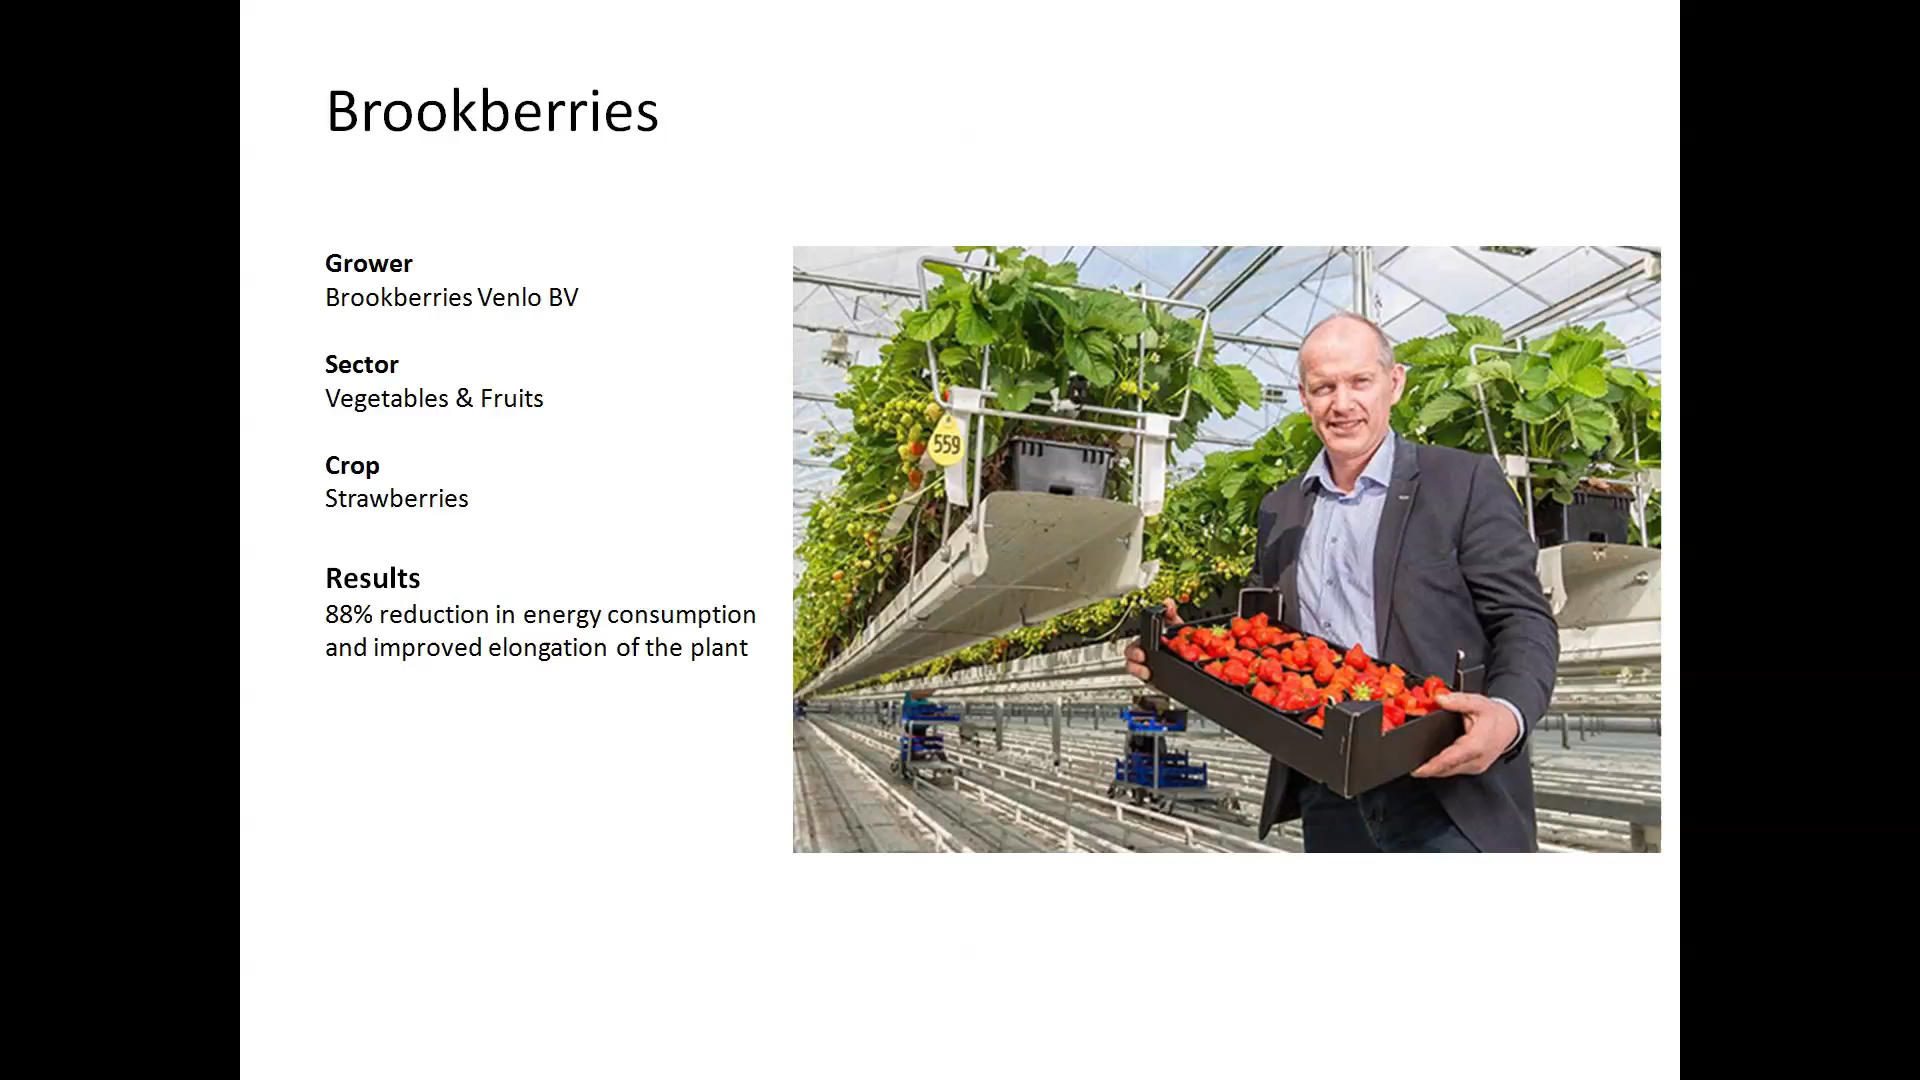 Brookberries
Grower
Brookberries Venlo BV
Sector
Vegetables & Fruits
Crop
Strawberries
Results
88% reduction in energy consumption
and improved elongation of the plant
559